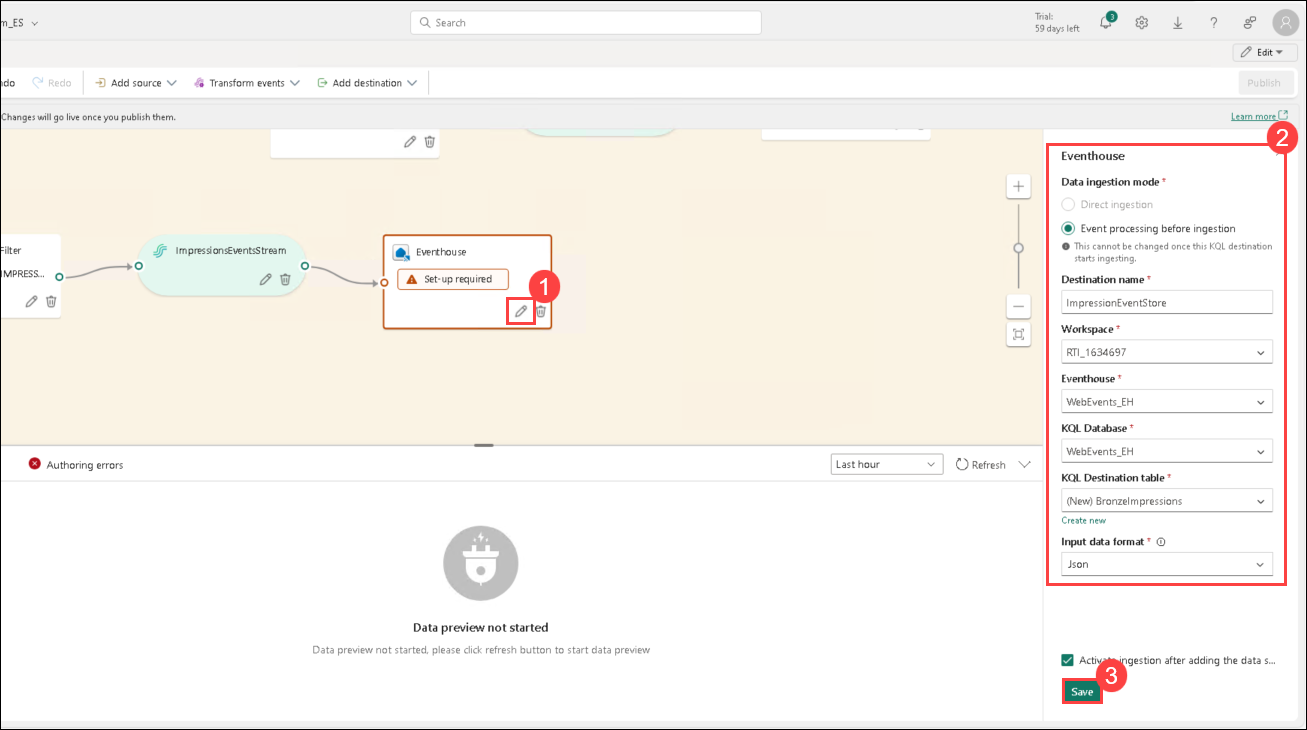 m_ES
Search
Trial:
59 days left
3
Edit
ndo
Redo
Add source
Transform events
Add destination
Publish
Changes will go live once you publish them.
Learn more
2
Eventhouse
Data ingestion mode *
Direct ingestion
Event processing before ingestion
This cannot be changed once this KQL destination
starts ingesting.
Destination name *
ImpressionEventStore
Workspace *
RTI_1634697
Eventhouse *
WebEvents_EH
KQL Database *
WebEvents_EH
KQL Destination table *
(New) BronzeImpressions
Create new
Input data format *
Json
Filter
IMPRESS...
ImpressionsEventsStream
Eventhouse
Set-up required
1
Authoring errors
Last hour
Refresh
Data preview not started
Data preview not started, please click refresh button to start data preview
Activate ingestion after adding the data s...
3
Save